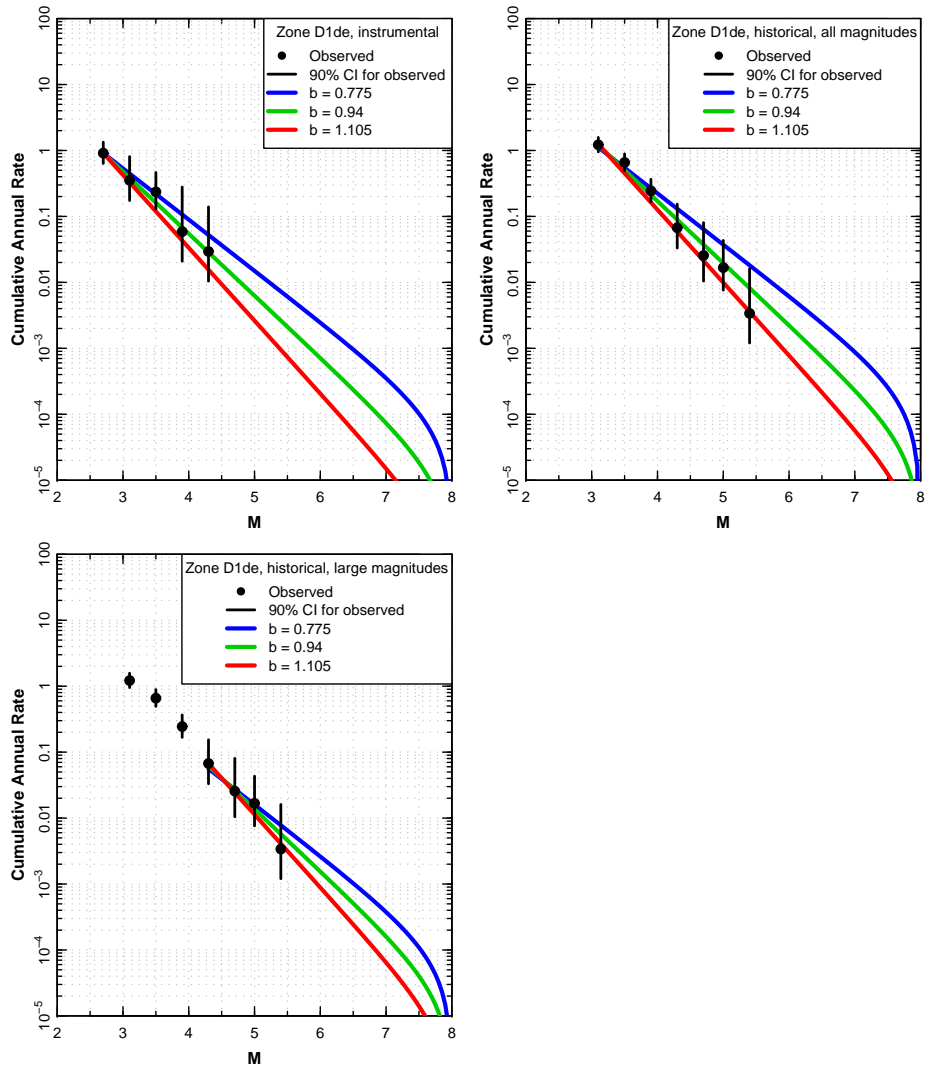 Zone D1de, instrumental
Observed
90% CI for observed
b = 0.775
b = 0.94
b = 1.105
Cumulative Annual Rate
100
10
1
0.1
0.01
10−3
10−4
10−5
2 3 4 5 6 7 8
M
Zone D1de, historical, all magnitudes
Observed
90% CI for observed
b = 0.775
b = 0.94
b = 1.105
Cumulative Annual Rate
100
10
1
0.1
0.01
10−3
10−4
10−5
2 3 4 5 6 7 8
M
Zone D1de, historical, large magnitudes
Observed
90% CI for observed
b = 0.775
b = 0.94
b = 1.105
Cumulative Annual Rate
100
10
1
0.1
0.01
10−3
10−4
10−5
2 3 4 5 6 7 8
M